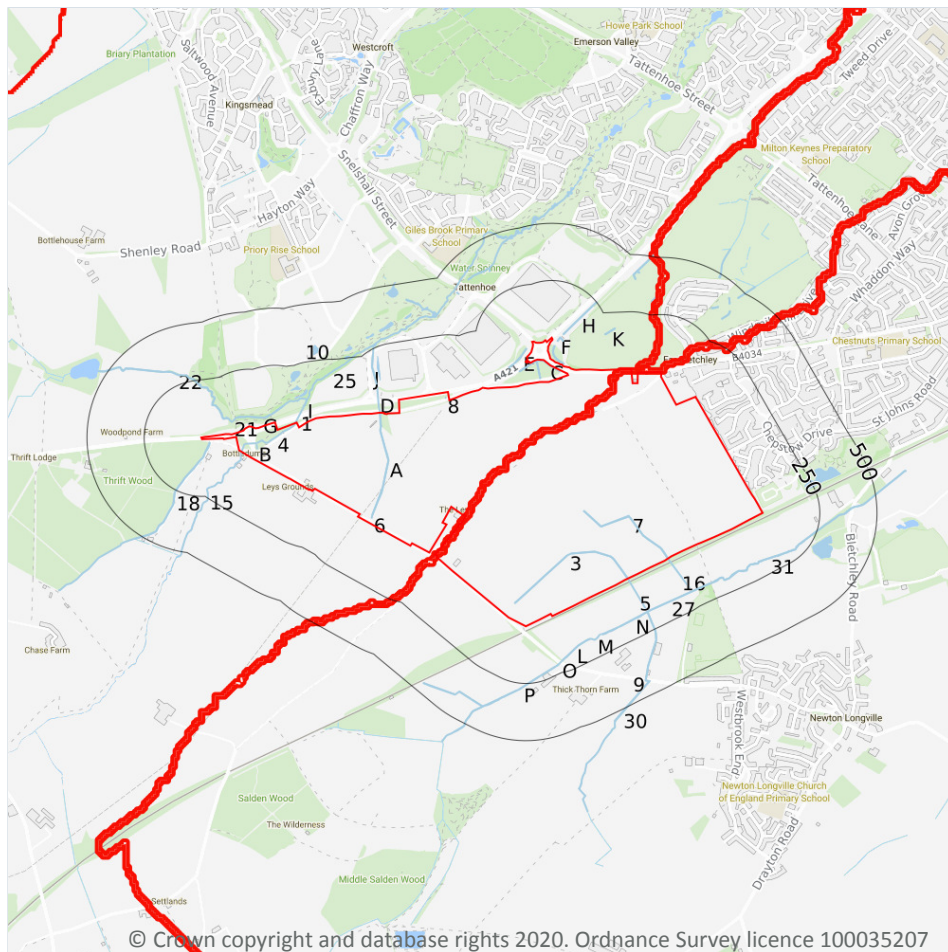 Howe Park School
Emerson Valley
Westcroft
Briary Plantation
Saltwood Avenue
Edbury Lane
Chaffron Way
Tweed Drive
Tattenhoe Street
Kingsmead
Milton Keynes Preparatory
School
Snelshall Street
Tattenhoe Lane
Avon Gro
Hayton Way
Bottlehouse Farm
Shenley Road
Giles Brook Primary
School
Priory Rise School
Whaddon Way
Water Spinney
Tattenhoe
H
K
F
B4034
Chestnuts Primary School
10
E
C
A421
22
25
J
I
D
8
St Johns Road
Woodpond Farm
21
G
1
4
Chepstow Drive
Thrift Lodge
B
A
250
500
Thrift Wood
Leys Grounds
18
15
6
7
Bletchley Road
3
31
16
5
27
N
Chase Farm
M
L
O
P
Thick Thorn Farm
9
30
Westbrook End
Newton Longville
Salden Wood
Newton Longville Church
of England Primary School
The Wilderness
Drayton Road
Middle Salden Wood
Settlands
© Crown copyright and database rights 2020. Ordnance Survey licence 100035207